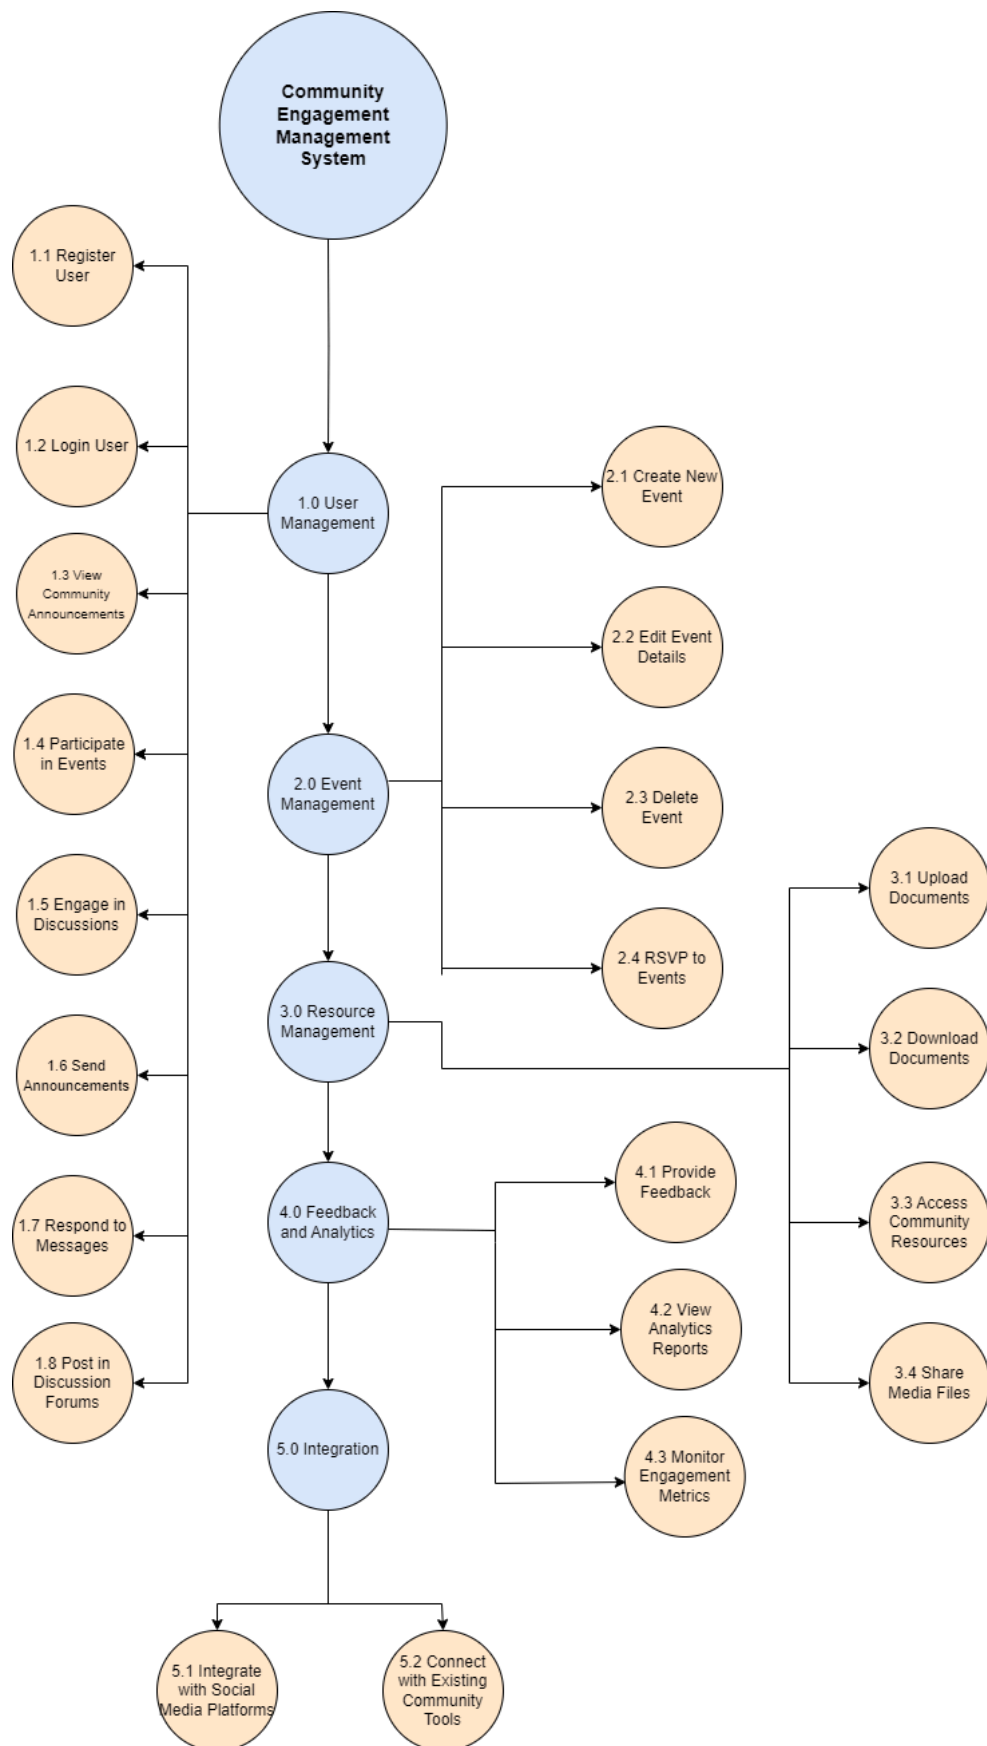 Community
Engagement
Management
System
1.1 Register
User
1.2 Login User
1.3 View
Community
Announcements
1.4 Participate
in Events
1.5 Engage in
Discussions
1.6 Send
Announcements
1.7 Respond to
Messages
1.8 Post in
Discussion
Forums
1.0 User
Management
2.0 Event
Management
3.0 Resource
Management
4.0 Feedback
and Analytics
5.0 Integration
2.1 Create New
Event
2.2 Edit Event
Details
2.3 Delete
Event
2.4 RSVP to
Events
3.1 Upload
Documents
3.2 Download
Documents
3.3 Access
Community
Resources
3.4 Share
Media Files
4.1 Provide
Feedback
4.2 View
Analytics
Reports
4.3 Monitor
Engagement
Metrics
5.1 Integrate
with Social
Media Platforms
5.2 Connect
with Existing
Community
Tools